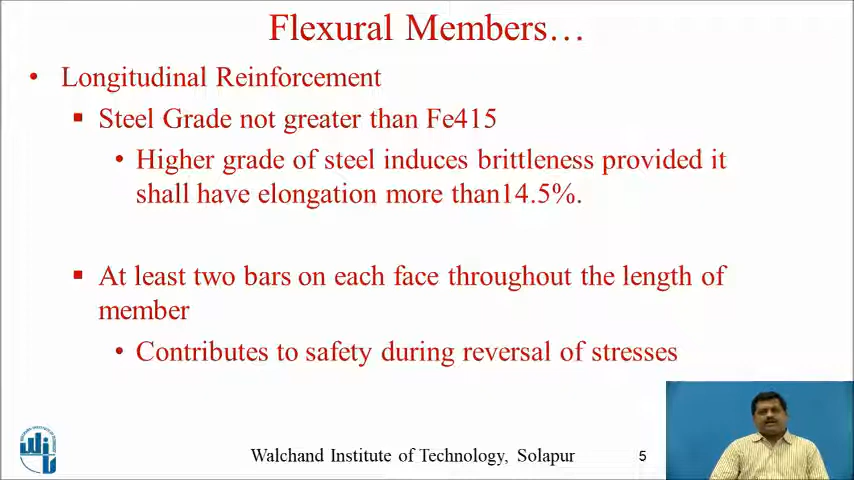 Flexural Members…
• Longitudinal Reinforcement
▪ Steel Grade not greater than Fe415
• Higher grade of steel induces brittleness provided it
shall have elongation more than14.5%.
▪ At least two bars on each face throughout the length of
member
• Contributes to safety during reversal of stresses
Walchand Institute of Technology, Solapur
5